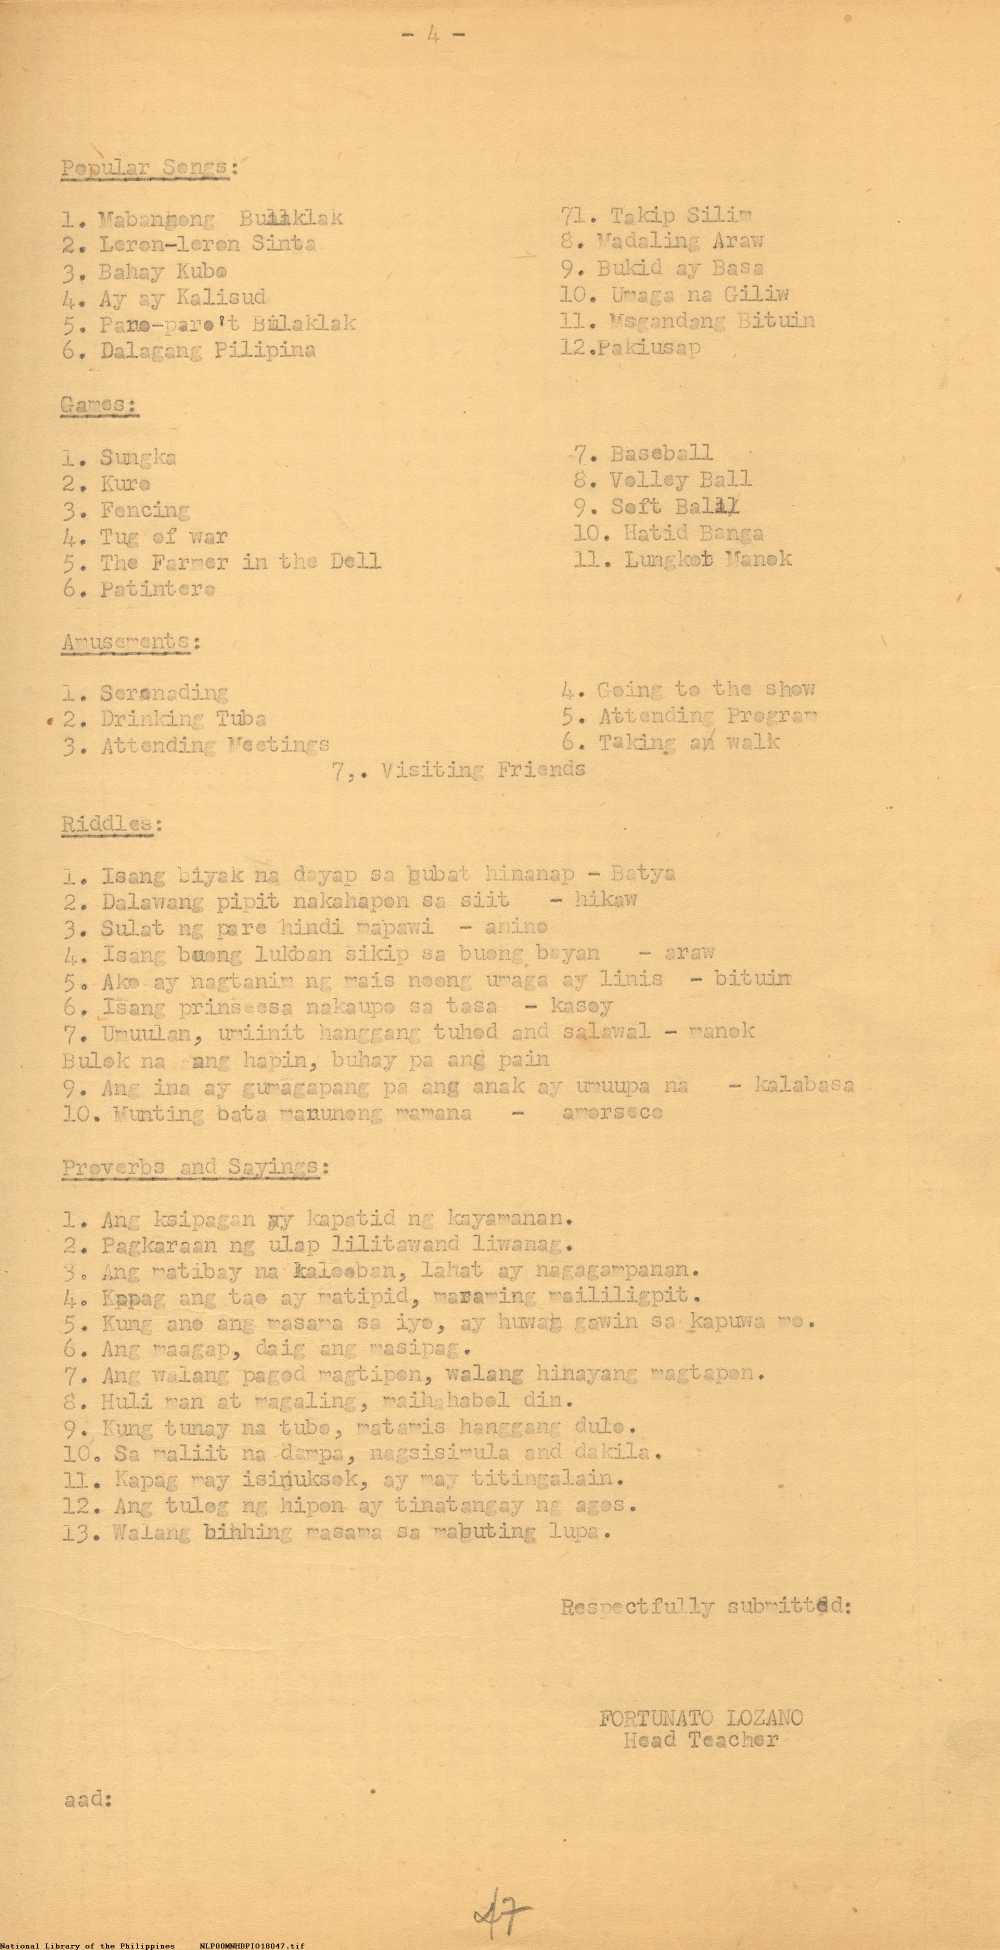 - 4 -
Popular Songs:
1. Mabangong Bulaklak
2. Leron-leron Sinta
3. Bahay Kubo
4. Ay ay Kalisud
5. Paro-paro't Bulaklak
6. Dalagang Pilipina
71. Takip Silim
8. Madaling Araw
9. Bukid ay Basa
10. Umaga na Giliw
11. Magandang Bituin
12.Pakiusap
Games:
1. Sungka
2. Kuro
3. Fencing
4. Tug of war
5. The Farmer in the Dell
6. Patintero
7. Baseball
8. Volley Ball
9. Soft Ball
10. Hatid Banga
11. Lungkot Manok
Amusements:
1. Serenading
2. Drinking Tuba
3. Attending Meetings
4. Going to the show
5. Attending Program
6. Taking a walk
7,. Visiting Friends
Riddles:
1. Isang biyak na dayap sa gubat hinanap - Batya
2. Dalawang pipit nakahapon sa siit - hikaw
3. Sulat ng pare hindi mapawi - anino
4. Isang buong lukban sikip sa buong bayan - araw
5. Ako ay nagtanim ng mais noong umaga ay linis - bituin
6. Isang prinsesa nakaupo sa tasa - kasoy
7. Umuulan, umiinit hanggang tuhod and salawal - manok
Bulok na ang hapin, buhay pa ang pain
9. Ang ina ay gumagapang pa ang anak ay umuupa na - kalabasa
10. Munting bata marunong mamana - amorseco
Proverbs and Sayings:
1. Ang ksipagan ay kapatid ng kayamanan.
2. Pagkaraan ng ulap lilitawand liwanag.
3. Ang matibay na kalooban, lahat ay nagagampanan.
4. Kapag ang tao ay matipid, maraming maililigpit.
5. Kung ano ang masama sa iyo, ay huwag gawin sa kapuwa mo.
6. Ang maagap, daig ang masipag.
7. Ang walang pagod magtipon, walang hinayang magtapon.
8. Huli man at magaling, maihahabol din.
9. Kung tunay na tubo, matamis hanggang dulo.
10. Sa maliit na dampa, nagsisimula and dakila.
11. Kapag may isinuksok, ay may titingalain.
12. Ang tulog ng hipon ay tinatangay ng agos.
13. Walang binhing masama sa mabuting lupa.
Respectfully submitted:
FORTUNATO LOZANO
Head Teacher
aad:
47
National Library of the Philippines NLP00MNHDPI018047.tif